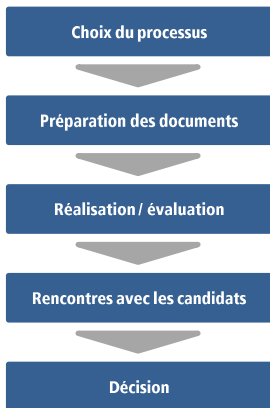 Choix du processus
Préparation des documents
Réalisation / évaluation
Rencontres avec les candidats
Décision